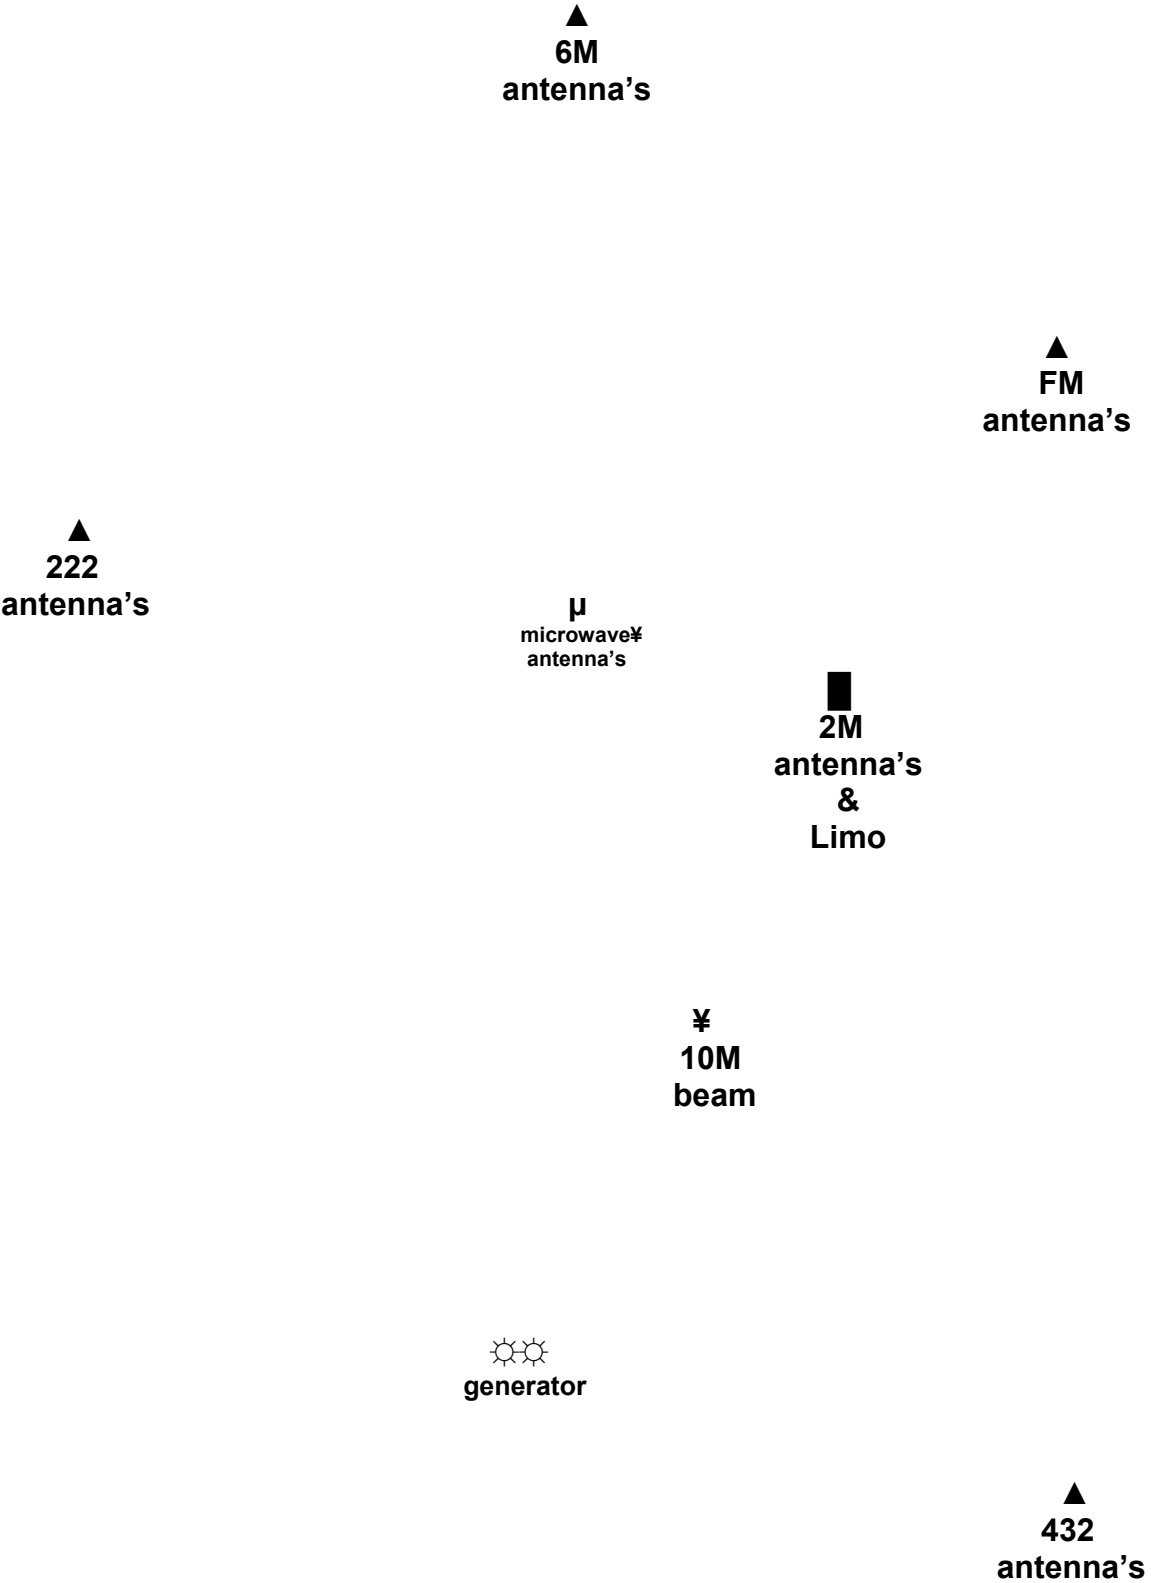 ▲
6M
antenna’s
▲
FM
antenna’s
▲
222
antenna’s
µ
microwave¥
antenna’s
█
2M
antenna’s
&
Limo
¥
10M
beam
☼☼
generator
▲
432
antenna’s